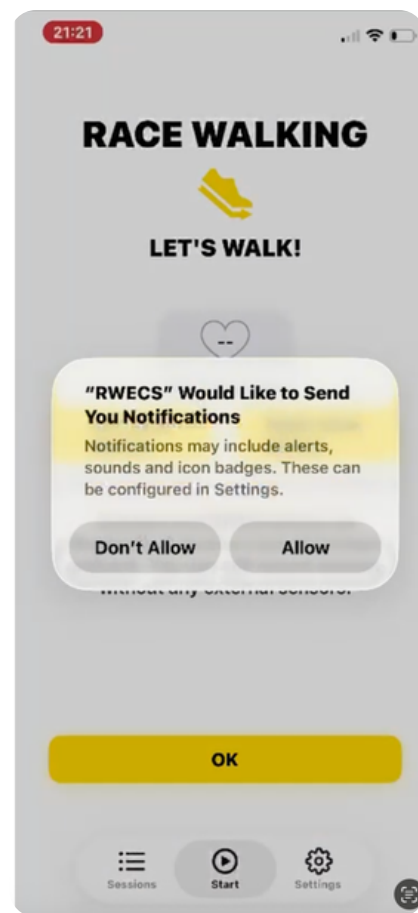 21:21
RACE WALKING
LET'S WALK!
--
“RWECS” Would Like to Send
You Notifications
Notifications may include alerts,
sounds and icon badges. These can
be configured in Settings.
Don't Allow
Allow
without any external sensors.
OK
Sessions
Start
Settings